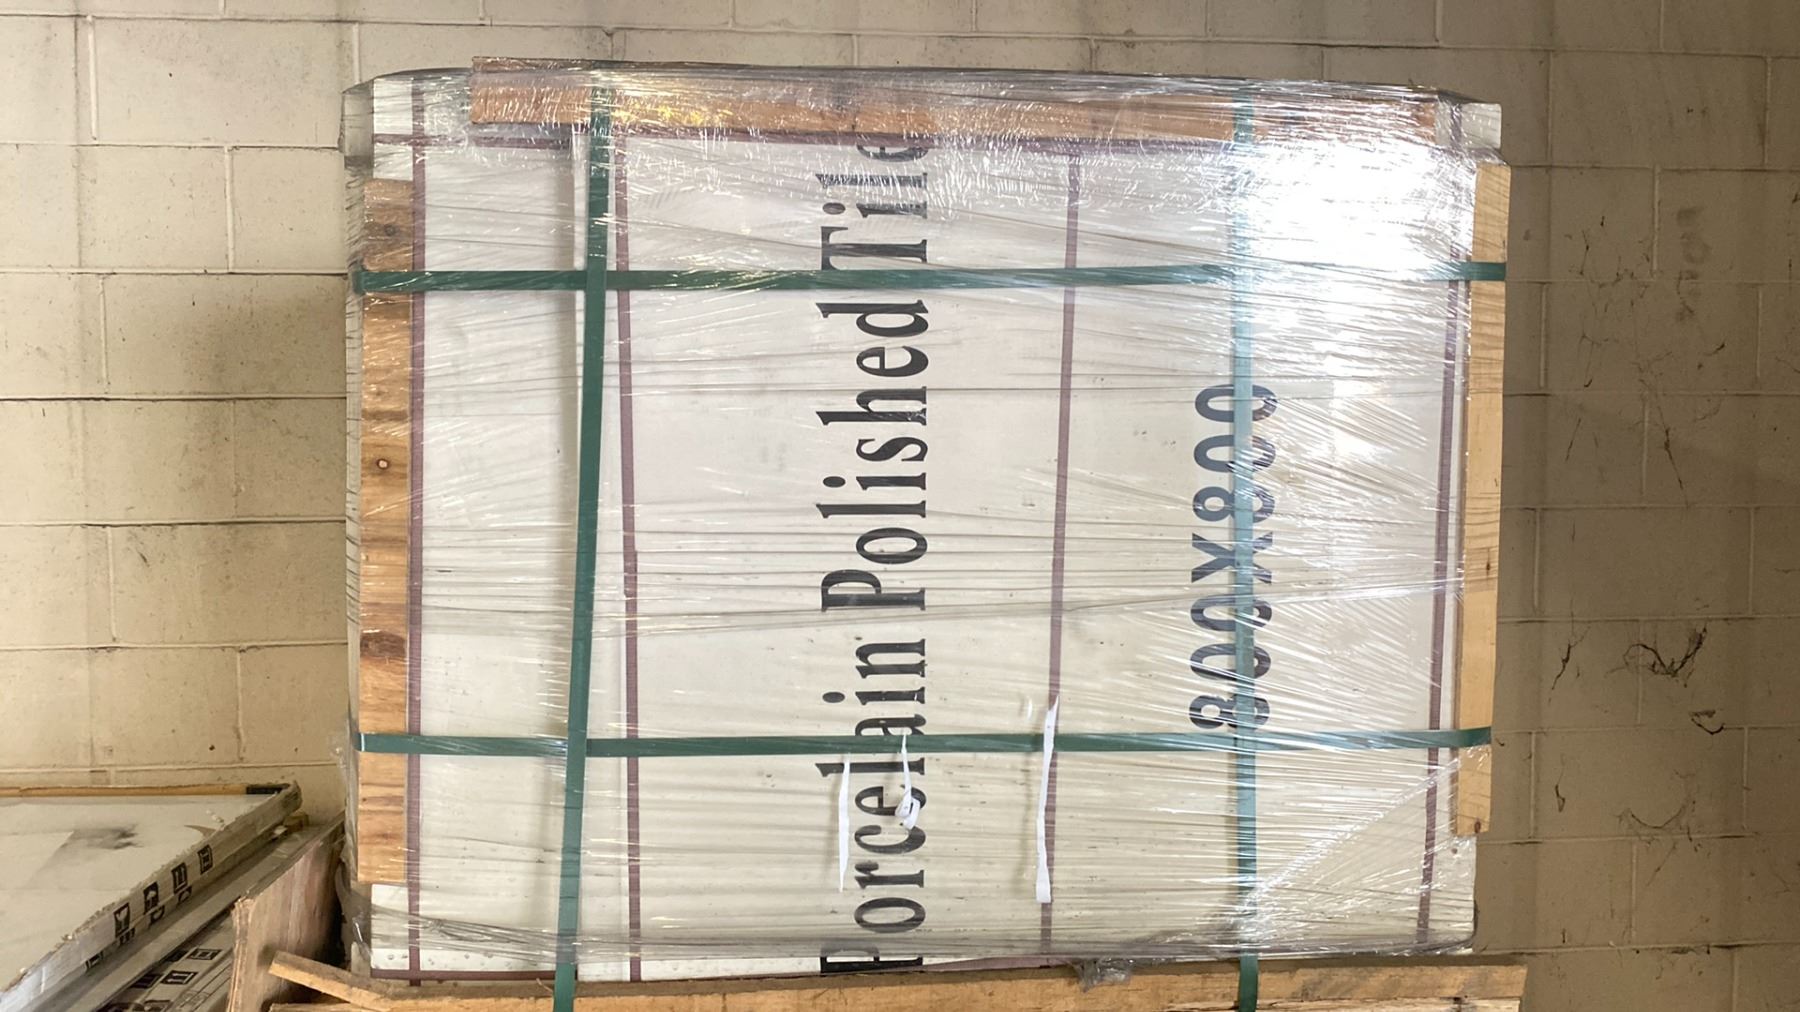 Porcelain Polished Tile
800X800